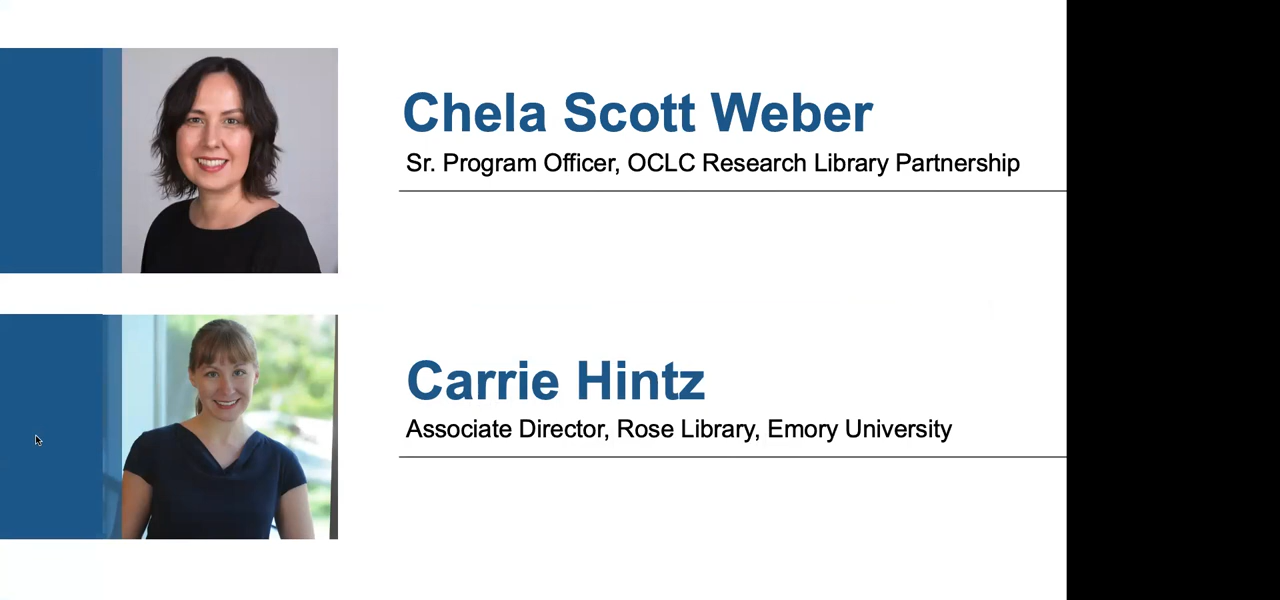 Chela Scott Weber
Sr. Program Officer, OCLC Research Library Partnership
Carrie Hintz
Associate Director, Rose Library, Emory University